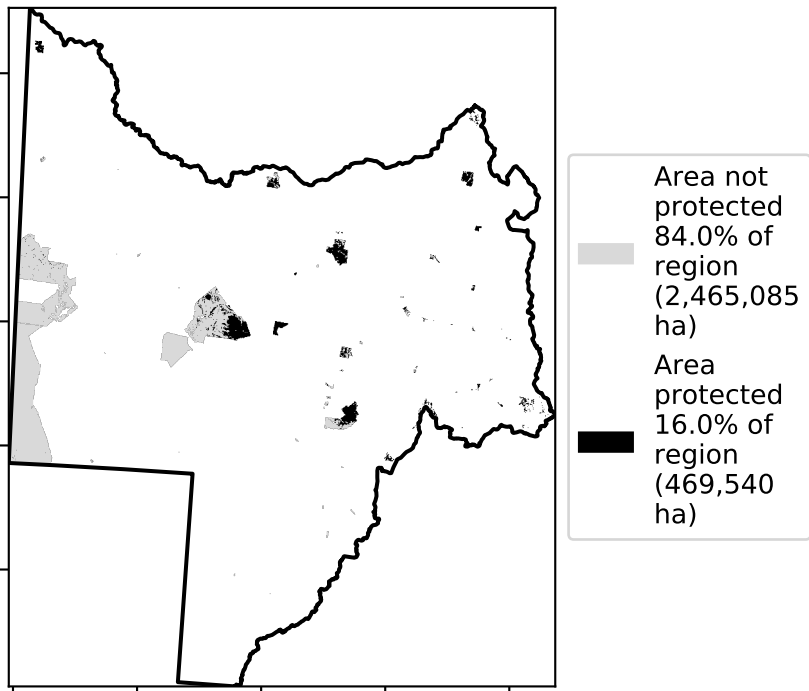 Area not
protected
84.0% of
region
(2,465,085
ha)
Area
protected
16.0% of
region
(469,540
ha)